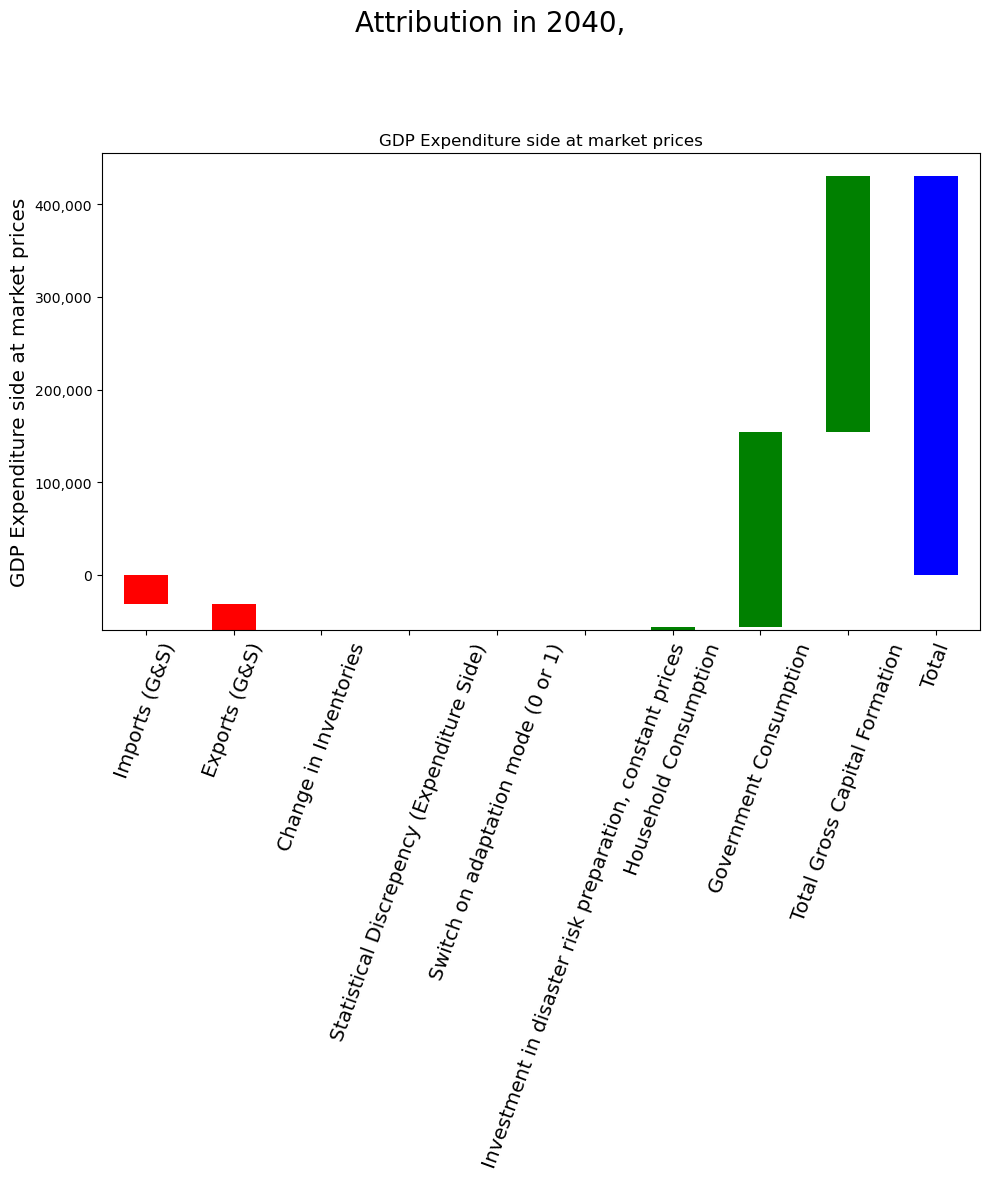 Attribution in 2040,
GDP Expenditure side at market prices
GDP Expenditure side at market prices
400,000
300,000
200,000
100,000
0
Imports (G&S)
Exports (G&S)
Change in Inventories
Statistical Discrepency (Expenditure Side)
Switch on adaptation mode (0 or 1)
Investment in disaster risk preparation, constant prices
Household Consumption
Government Consumption
Total Gross Capital Formation
Total